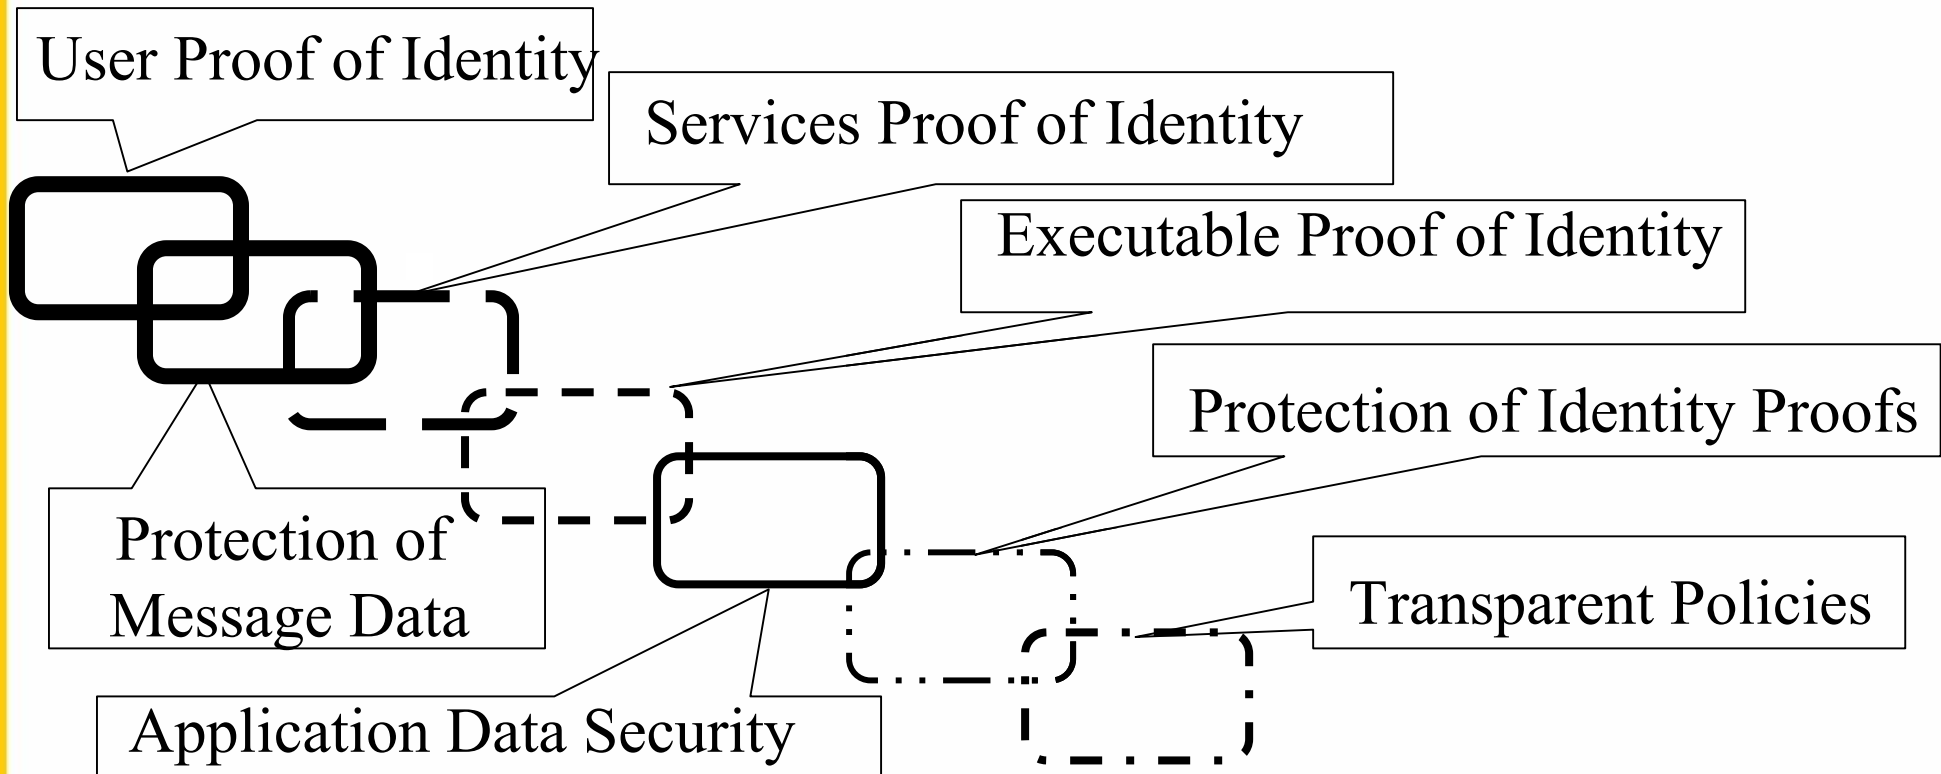 User Proof of Identity
Services Proof of Identity
Executable Proof of Identity
Protection of Identity Proofs
Protection of
Message Data
Transparent Policies
Application Data Security